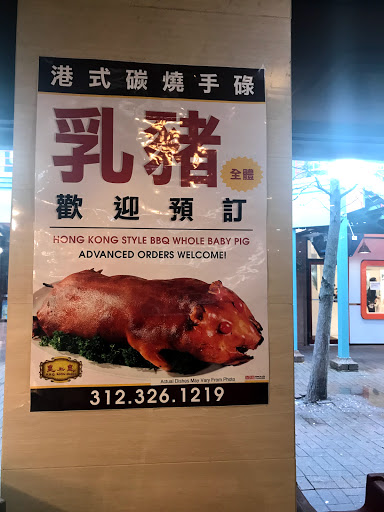 港式碳燒手碌
乳豬
全體
歡迎預訂
HONG KONG STYLE BBQ WHOLE BABY PIG
ADVANCED ORDERS WELCOME!
Actual Dishes May Vary From Photo
312.326.1219